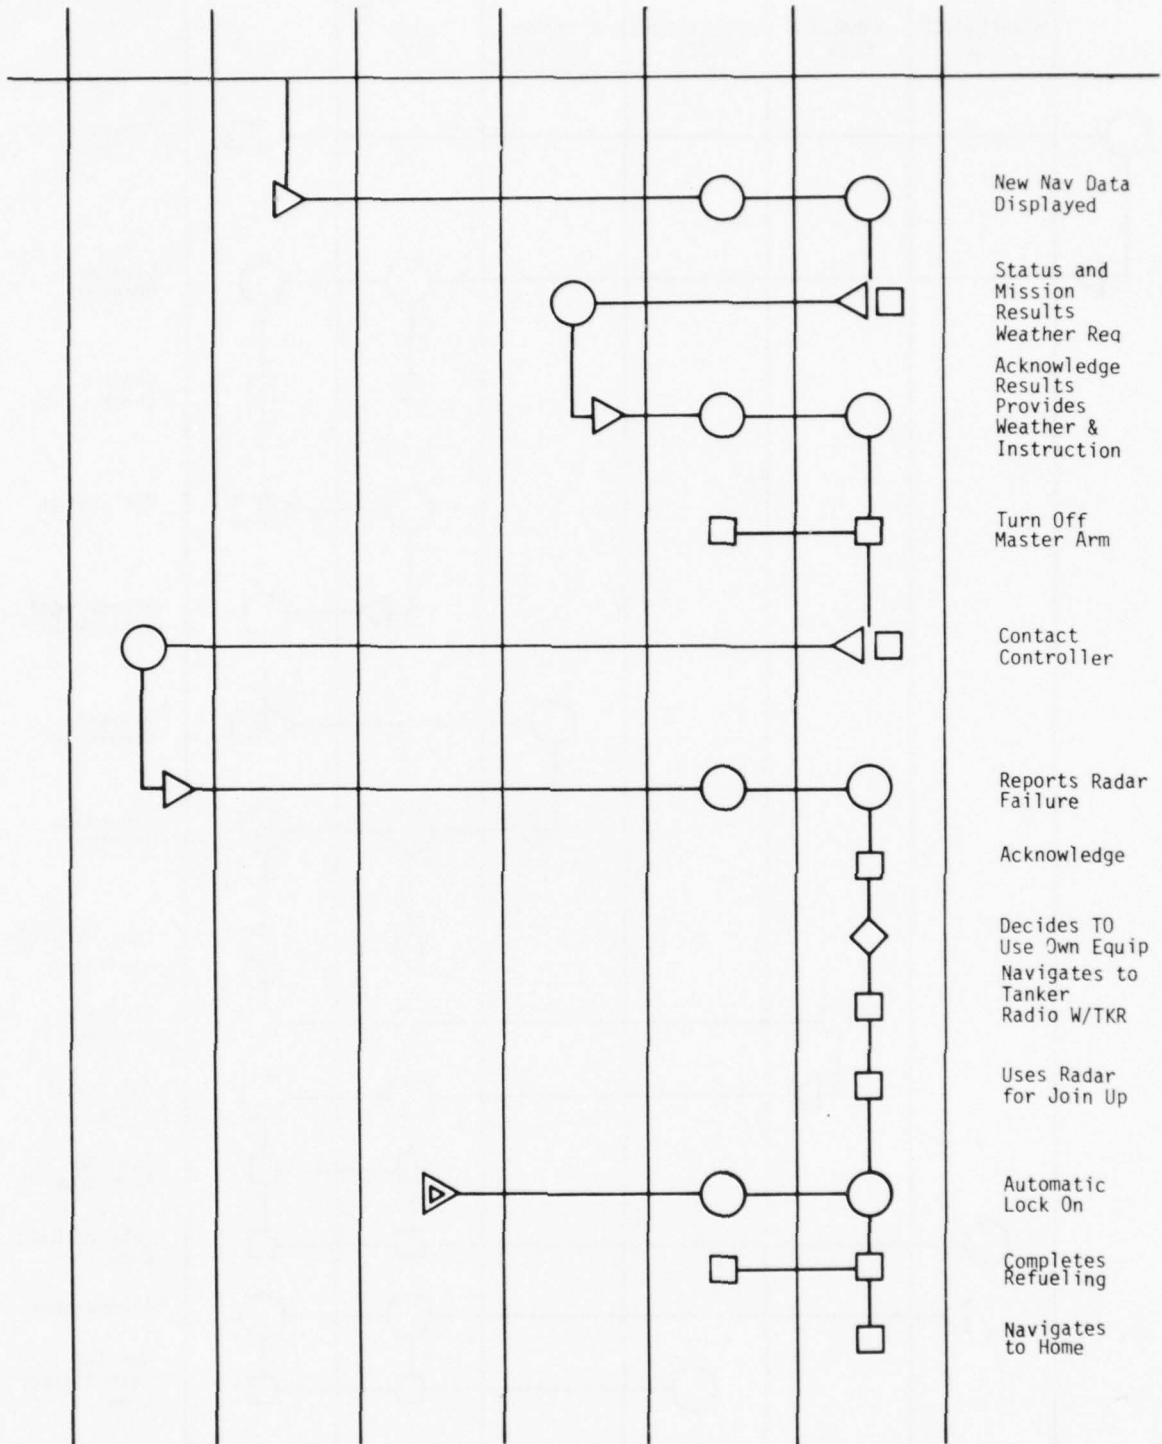 New Nav Data
Displayed
Status and
Mission
Results
Weather Req
Acknowledge
Results
Provides
Weather &
Instruction
Turn Off
Master Arm
Contact
Controller
Reports Radar
Failure
Acknowledge
Decides TO
Use Own Equip
Navigates to
Tanker
Radio W/TKR
Uses Radar
for Join Up
Automatic
Lock On
Completes
Refueling
Navigates
to Home